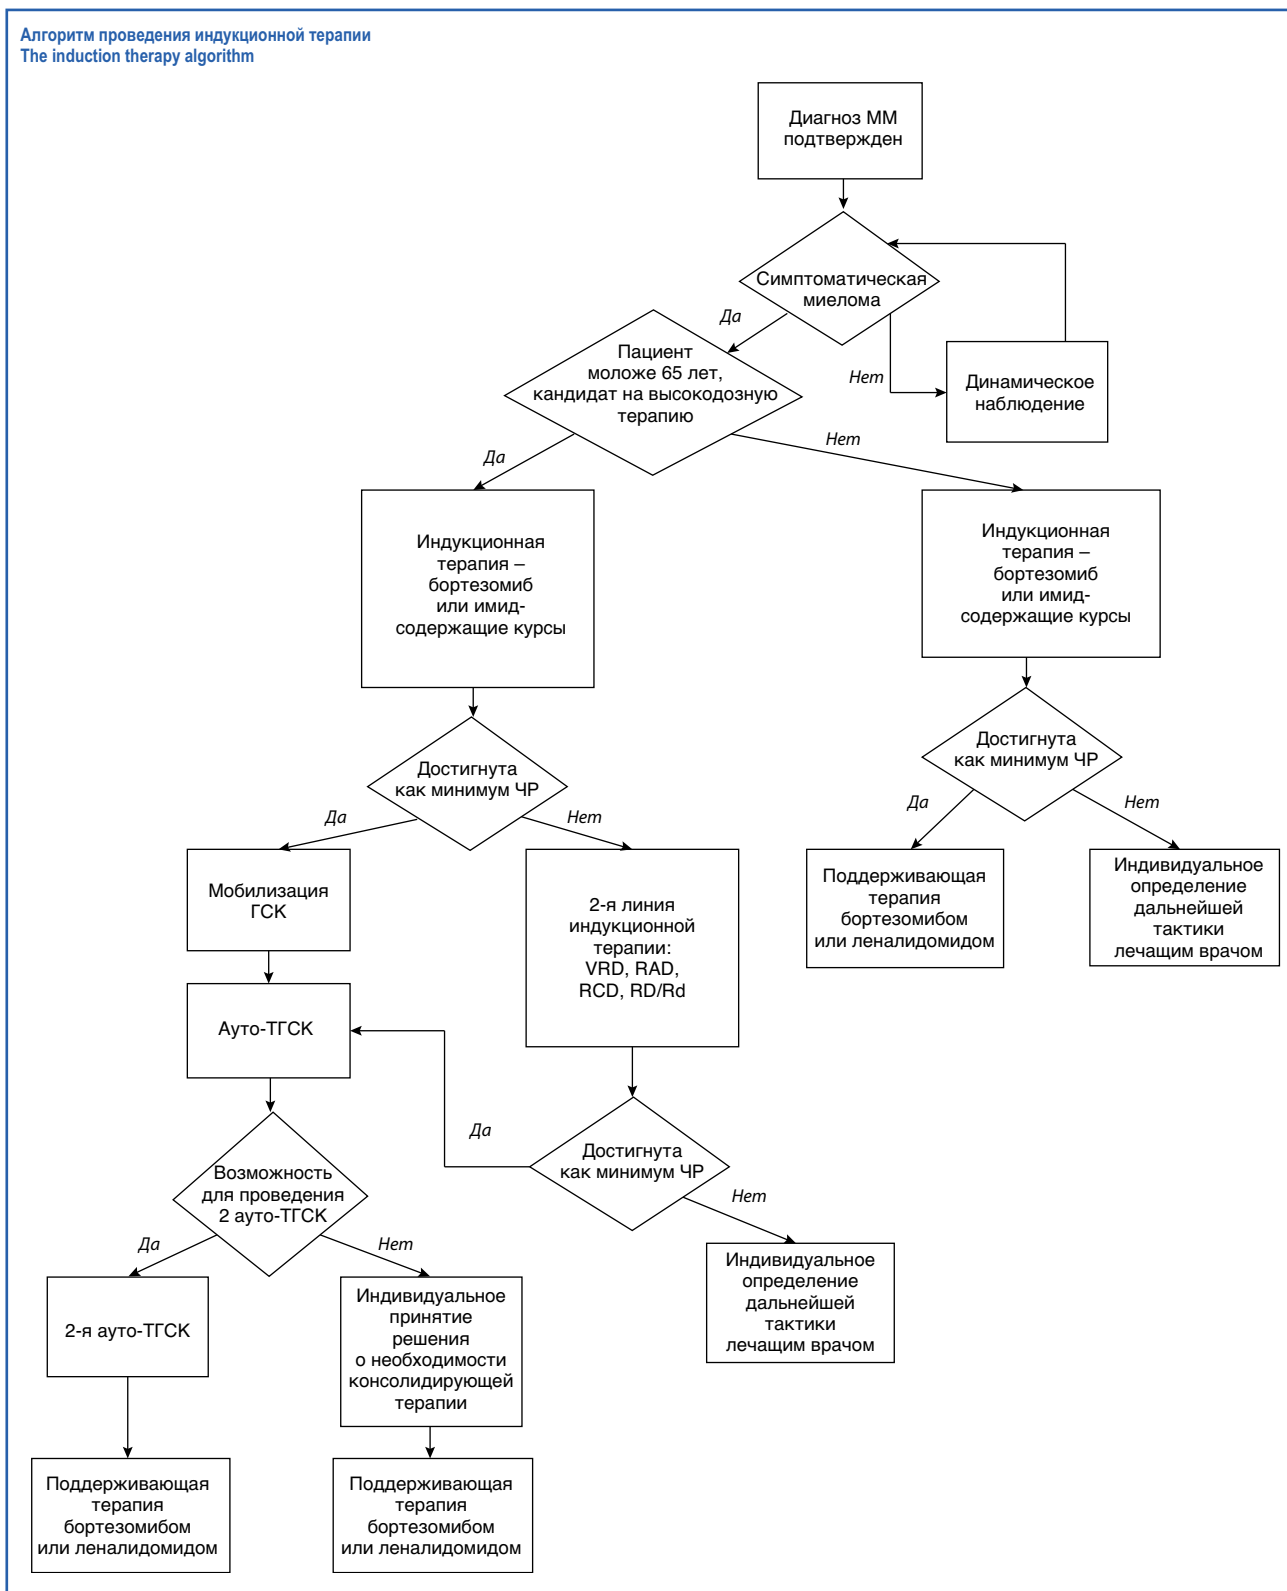 Алгоритм проведения индукционной терапии
The induction therapy algorithm
Диагноз ММ
подтвержден
Симптоматическая
миелома
Да
Нет
Динамическое
наблюдение
Пациент
моложе 65 лет,
кандидат на высокодозную
терапию
Да
Нет
Индукционная
терапия –
бортезомиб
или имид-
содержащие курсы
Индукционная
терапия –
бортезомиб
или имид-
содержащие курсы
Достигнута
как минимум ЧР
Да
Нет
Достигнута
как минимум ЧР
Да
Нет
Мобилизация
ГСК
2-я линия
индукционной
терапии:
VRD, RAD,
RCD, RD/Rd
Поддерживающая
терапия
бортезомибом
или леналидомидом
Индивидуальное
определение
дальнейшей
тактики
лечащим врачом
Ауто-ТГСК
Да
Достигнута
как минимум ЧР
Нет
Возможность
для проведения
2 ауто-ТГСК
Да
Нет
Индивидуальное
определение
дальнейшей
тактики
лечащим врачом
2-я ауто-ТГСК
Индивидуальное
принятие
решения
о необходимости
консолидирующей
терапии
Поддерживающая
терапия
бортезомибом
или леналидомидом
Поддерживающая
терапия
бортезомибом
или леналидомидом